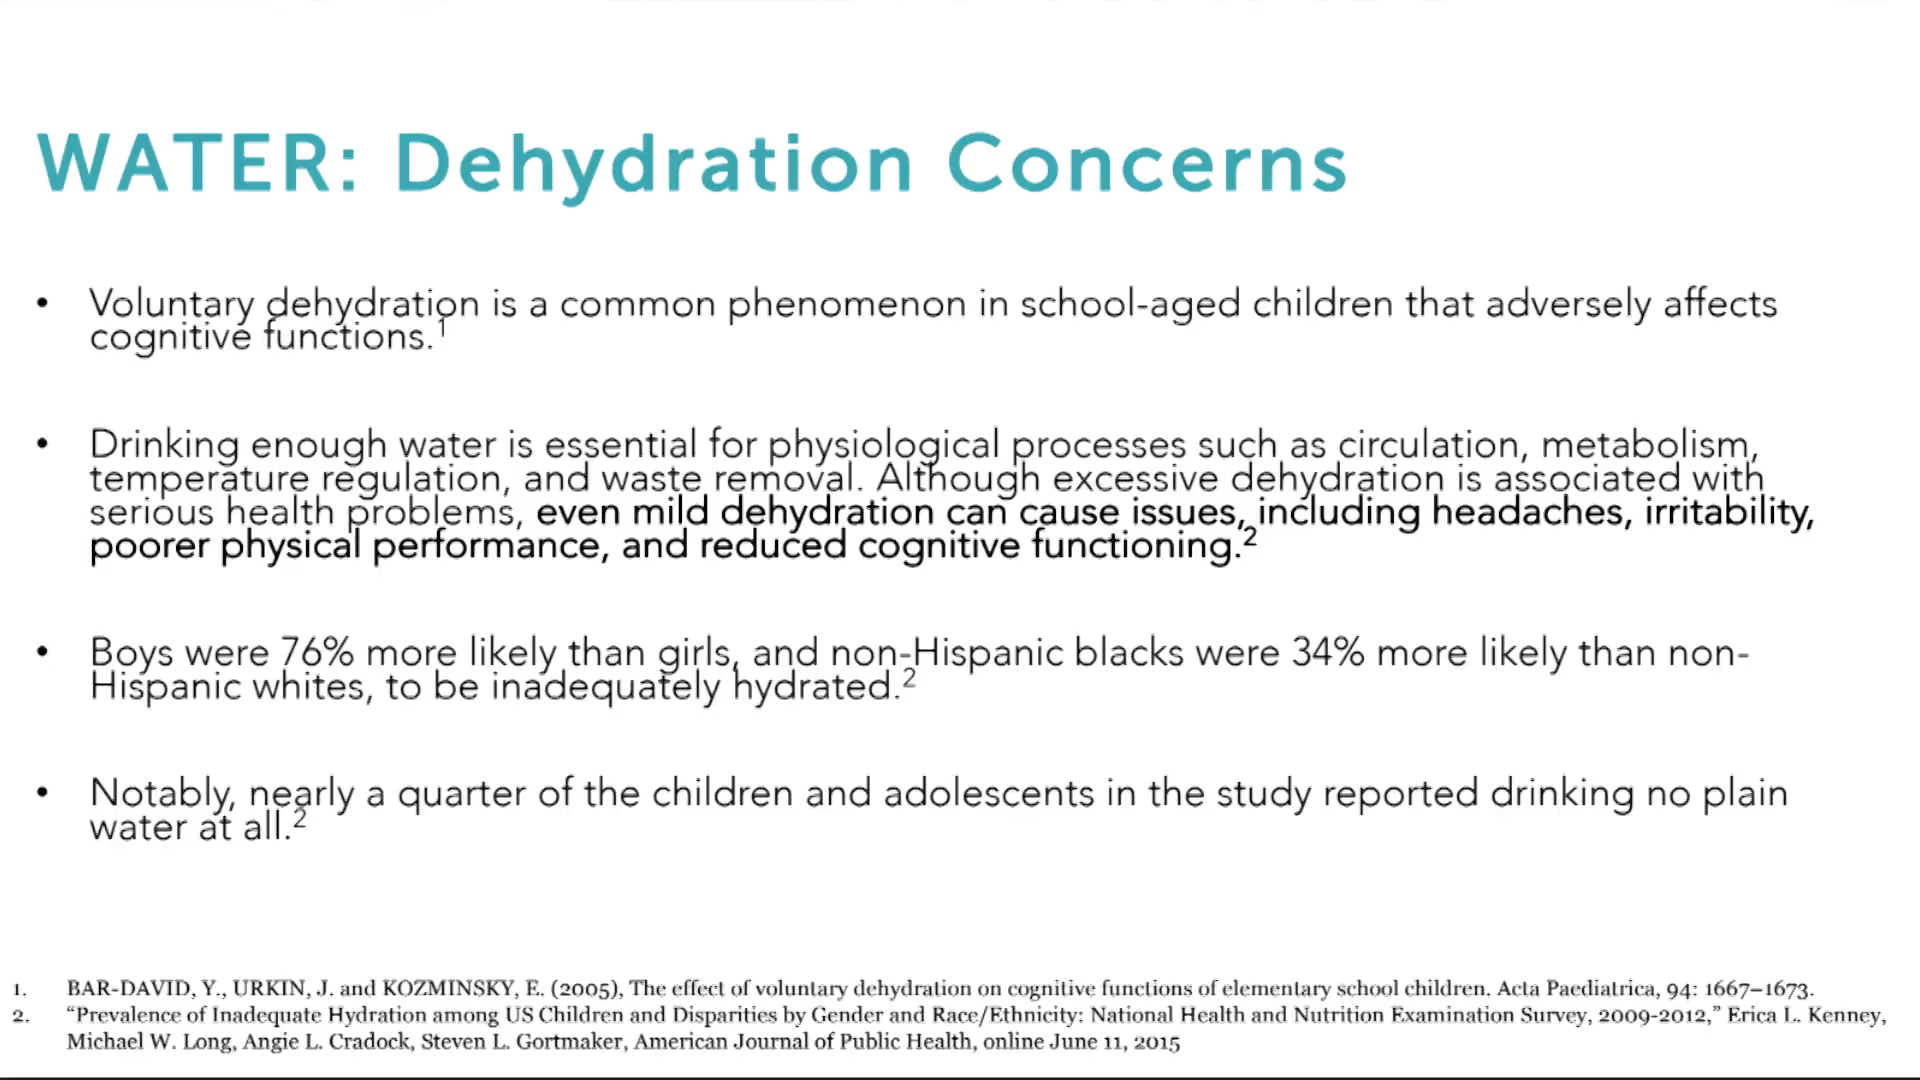 WATER: Dehydration Concerns
• Voluntary dehydration is a common phenomenon in school-aged children that adversely affects
cognitive functions.1
• Drinking enough water is essential for physiological processes such as circulation, metabolism,
temperature regulation, and waste removal. Although excessive dehydration is associated with
serious health problems, even mild dehydration can cause issues, including headaches, irritability,
poorer physical performance, and reduced cognitive functioning.2
• Boys were 76% more likely than girls, and non-Hispanic blacks were 34% more likely than non-
Hispanic whites, to be inadequately hydrated.2
• Notably, nearly a quarter of the children and adolescents in the study reported drinking no plain
water at all.2
1. BAR-DAVID, Y., URKIN, J. and KOZMINSKY, E. (2005), The effect of voluntary dehydration on cognitive functions of elementary school children. Acta Paediatrica, 94: 1667–1673.
2. “Prevalence of Inadequate Hydration among US Children and Disparities by Gender and Race/Ethnicity: National Health and Nutrition Examination Survey, 2009-2012,” Erica L. Kenney,
Michael W. Long, Angie L. Cradock, Steven L. Gortmaker, American Journal of Public Health, online June 11, 2015